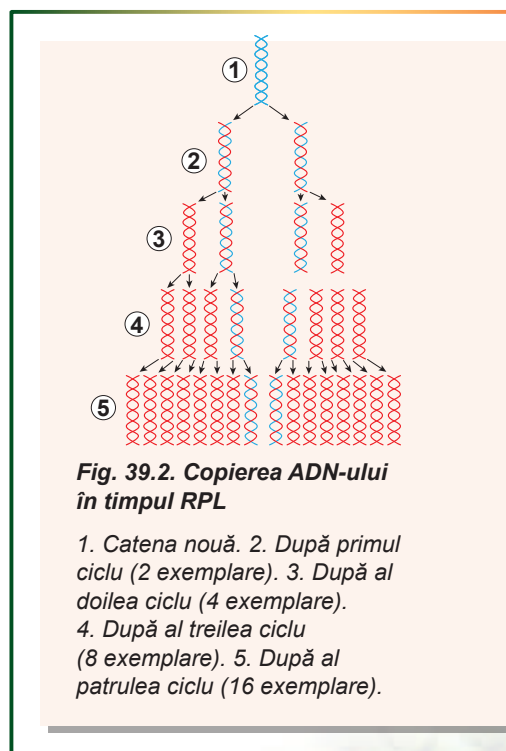 1
2
3
4
5
Fig. 39.2. Copierea ADN-ului
în timpul RPL
1. Catena nouă. 2. După primul
ciclu (2 exemplare). 3. După al
doilea ciclu (4 exemplare).
4. După al treilea ciclu
(8 exemplare). 5. După al
patrulea ciclu (16 exemplare).